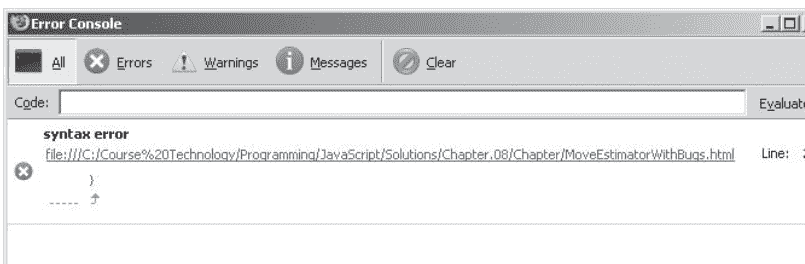 Error Console
All Errors Warnings Messages Clear
Code: Evaluat
syntax error
file:///C:/Course%20Technology/Programming/JavaScript/Solutions/Chapter.08/Chapter/MoveEstimatorWithBugs.html Line:
}